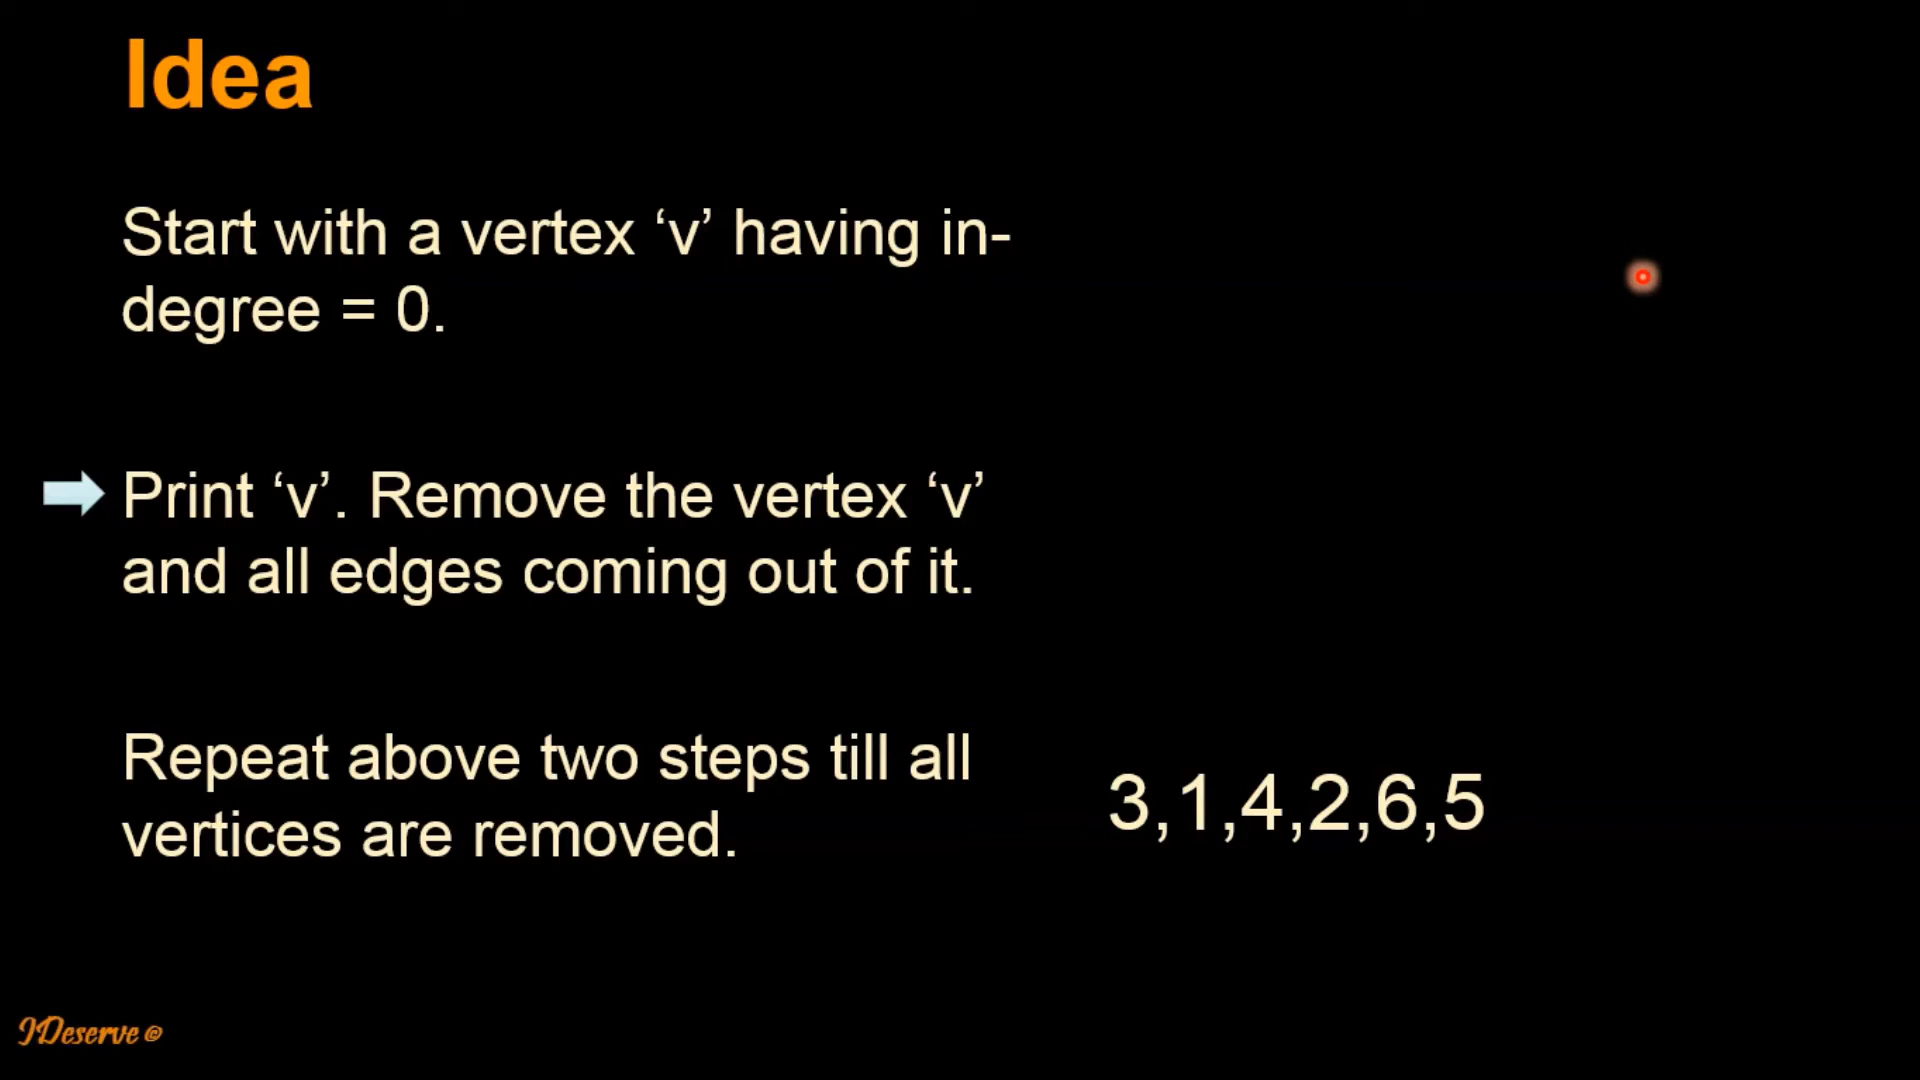 Idea
Start with a vertex ‘v’ having in-
degree = 0.
Print ‘v’. Remove the vertex ‘v’
and all edges coming out of it.
Repeat above two steps till all
vertices are removed.
3,1,4,2,6,5
IDeserve ©